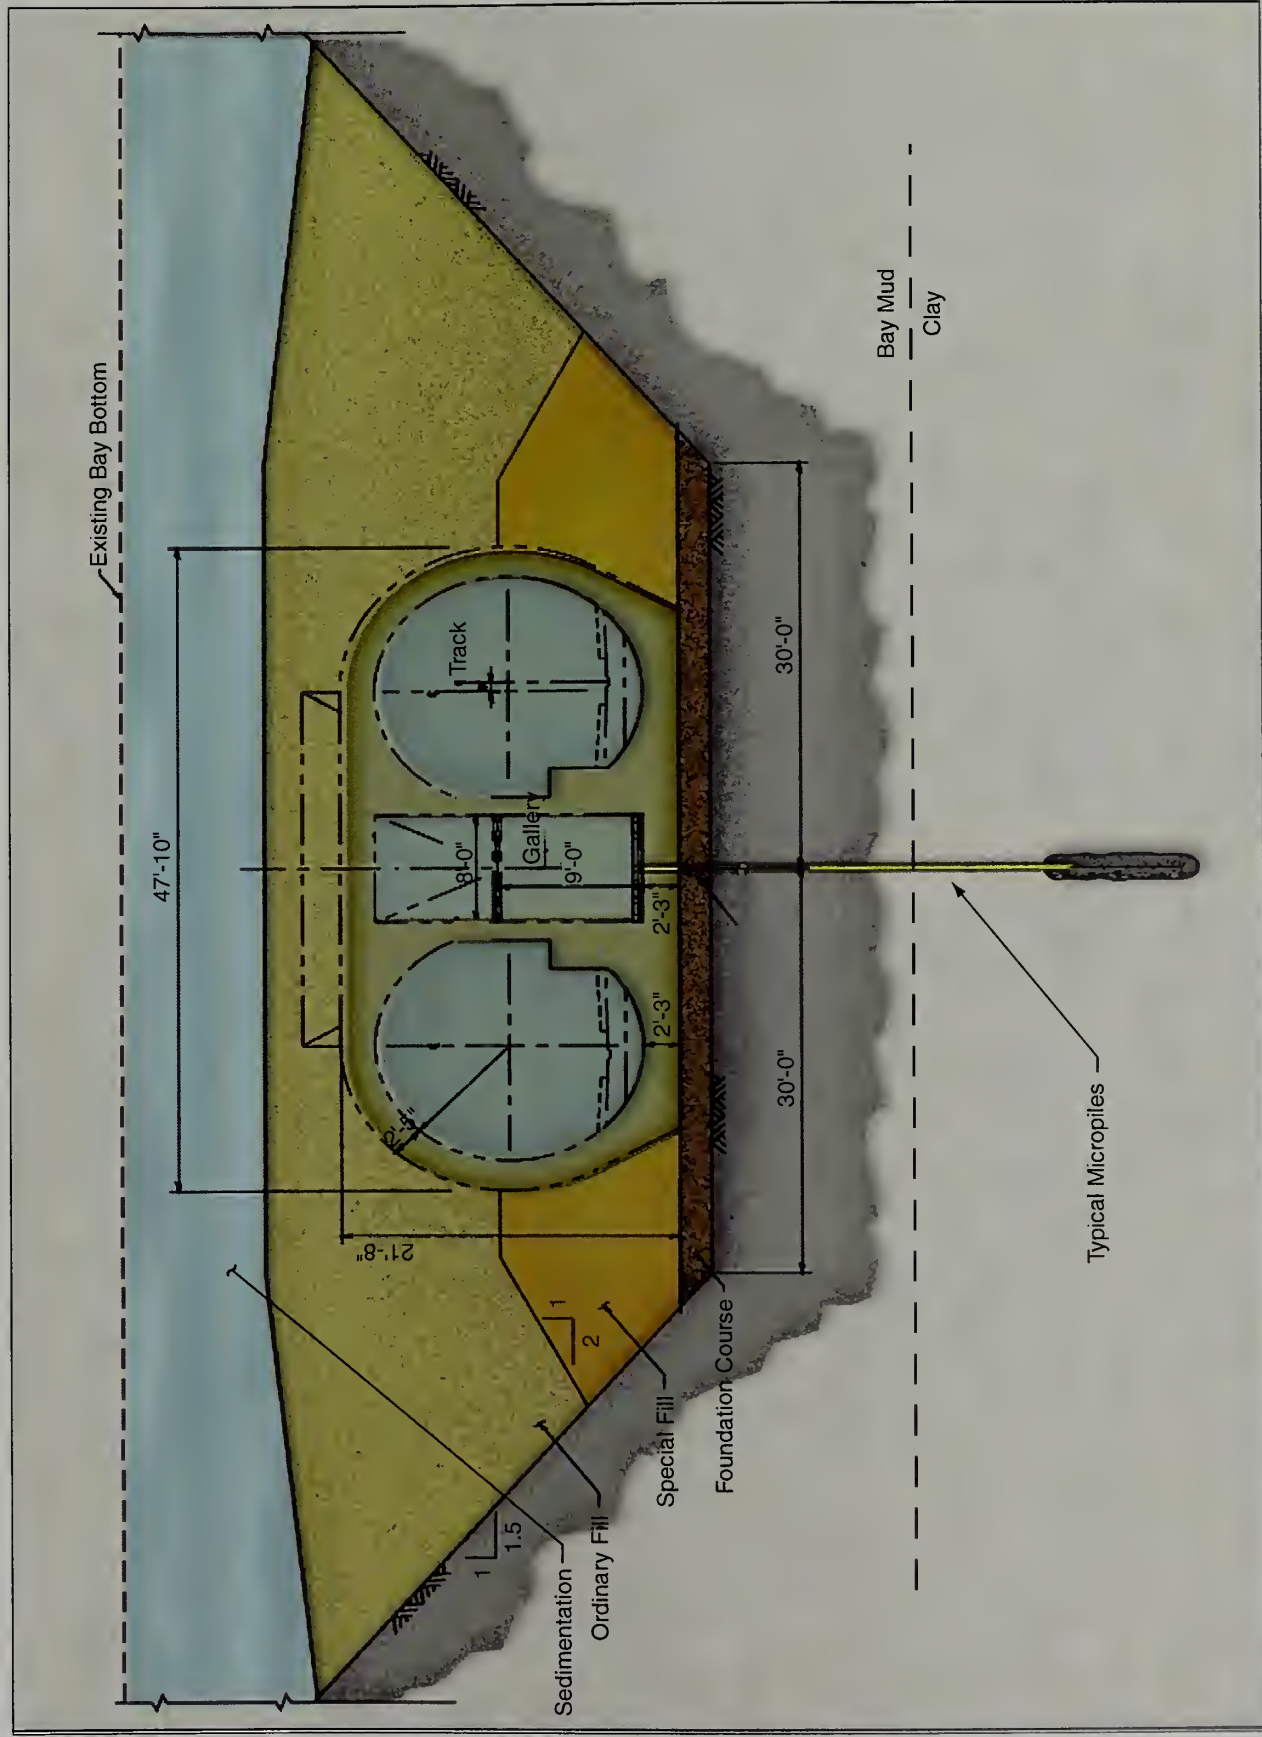 Existing Bay Bottom
47'-10"
Track
8'-0"
Gallery
9'-0"
2'-3"
2'-3"
21'-8"
30'-0"
30'-0"
1
2
1
1.5
Sedimentation
Ordinary Fill
Special Fill
Foundation Course
Bay Mud
Clay
Typical Micropiles